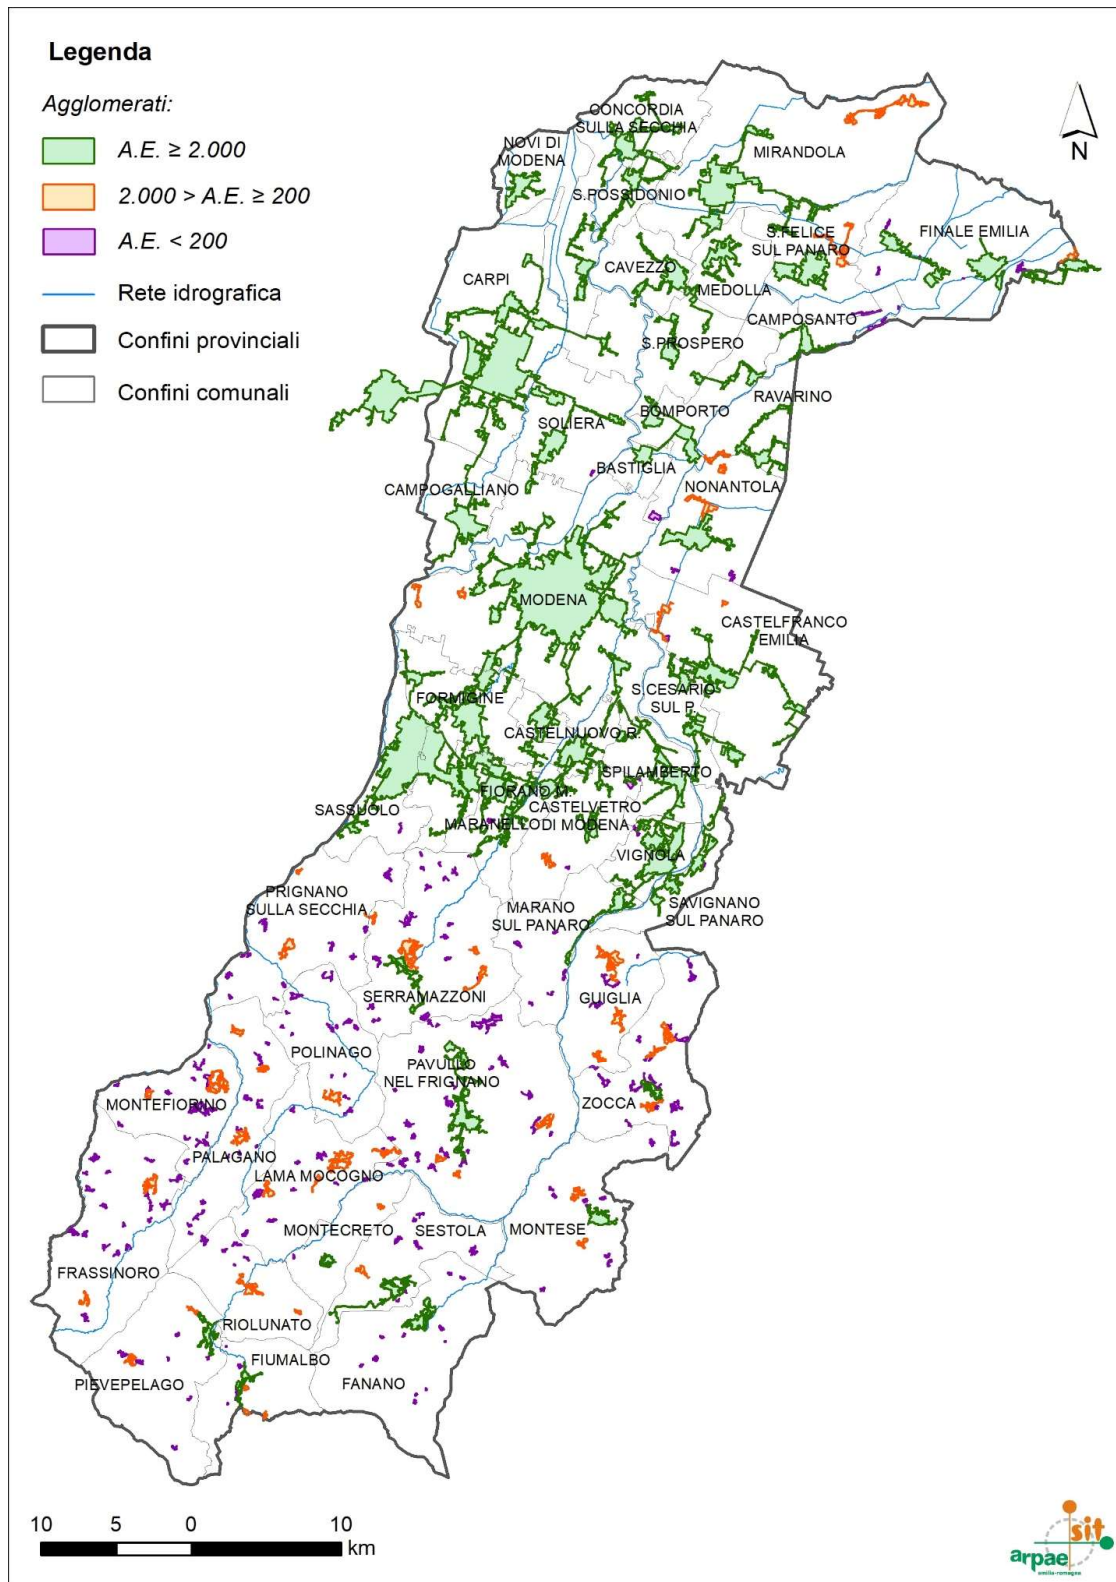 Legenda
Agglomerati:
A.E. ≥ 2.000
2.000 > A.E. ≥ 200
A.E. < 200
Rete idrografica
Confini provinciali
Confini comunali
N
CONCORDIA
SULLA SECCHIA
NOVI DI
MODENA
MIRANDOLA
S.POSSIDONIO
S.FELICE
SUL PANARO
FINALE EMILIA
CAVEZZO
CARPI
MEDOLLA
CAMPOSANTO
S.PROSPERO
RAVARINO
BOMPORTO
SOLIERA
BASTIGLIA
NONANTOLA
CAMPOGALLIANO
MODENA
CASTELFRANCO
EMILIA
S.CESARIO
SUL P.
FORMIGINE
CASTELNUOVO R.
SPILAMBERTO
FIORANO M.
SASSUOLO
CASTELVETRO
DI MODENA
MARANELLO
VIGNOLA
PRIGNANO
SULLA SECCHIA
MARANO
SUL PANARO
SAVIGNANO
SUL PANARO
SERRAMAZZONI
GUIGLIA
POLINAGO
PAVULLO
NEL FRIGNANO
MONTEFIORINO
ZOCCA
PALAGANO
LAMA MOCOGNO
MONTECRETO
SESTOLA
MONTESE
FRASSINORO
RIOLUNATO
FIUMALBO
PIEVEPELAGO
FANANO
10 5 0 10
km
sit
arpae
emilia-romagna